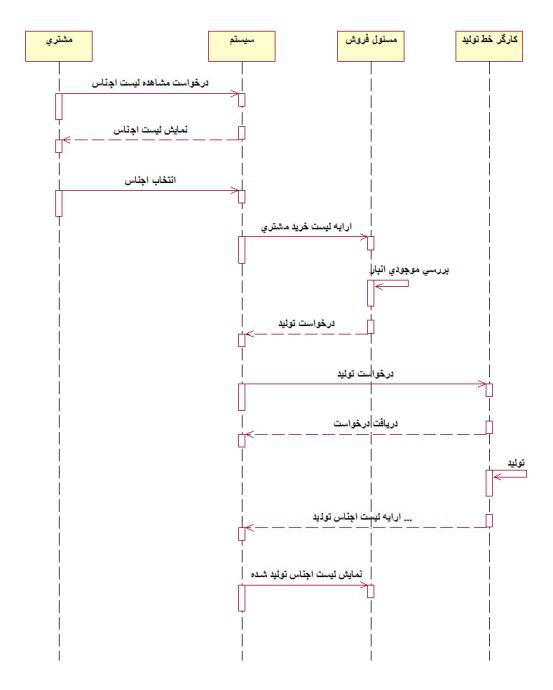 مشتري
سيستم
مسئول فروش
كارگر خط توليد
درخواست مشاهده ليست اجناس
نمايش ليست اجناس
انتخاب اجناس
ارايه ليست خريد مشتري
بررسي موجودي انبار
درخواست توليد
درخواست توليد
دريافت درخواست
توليد
ارايه ليست اجناس توليد ...
نمايش ليست اجناس توليد شده